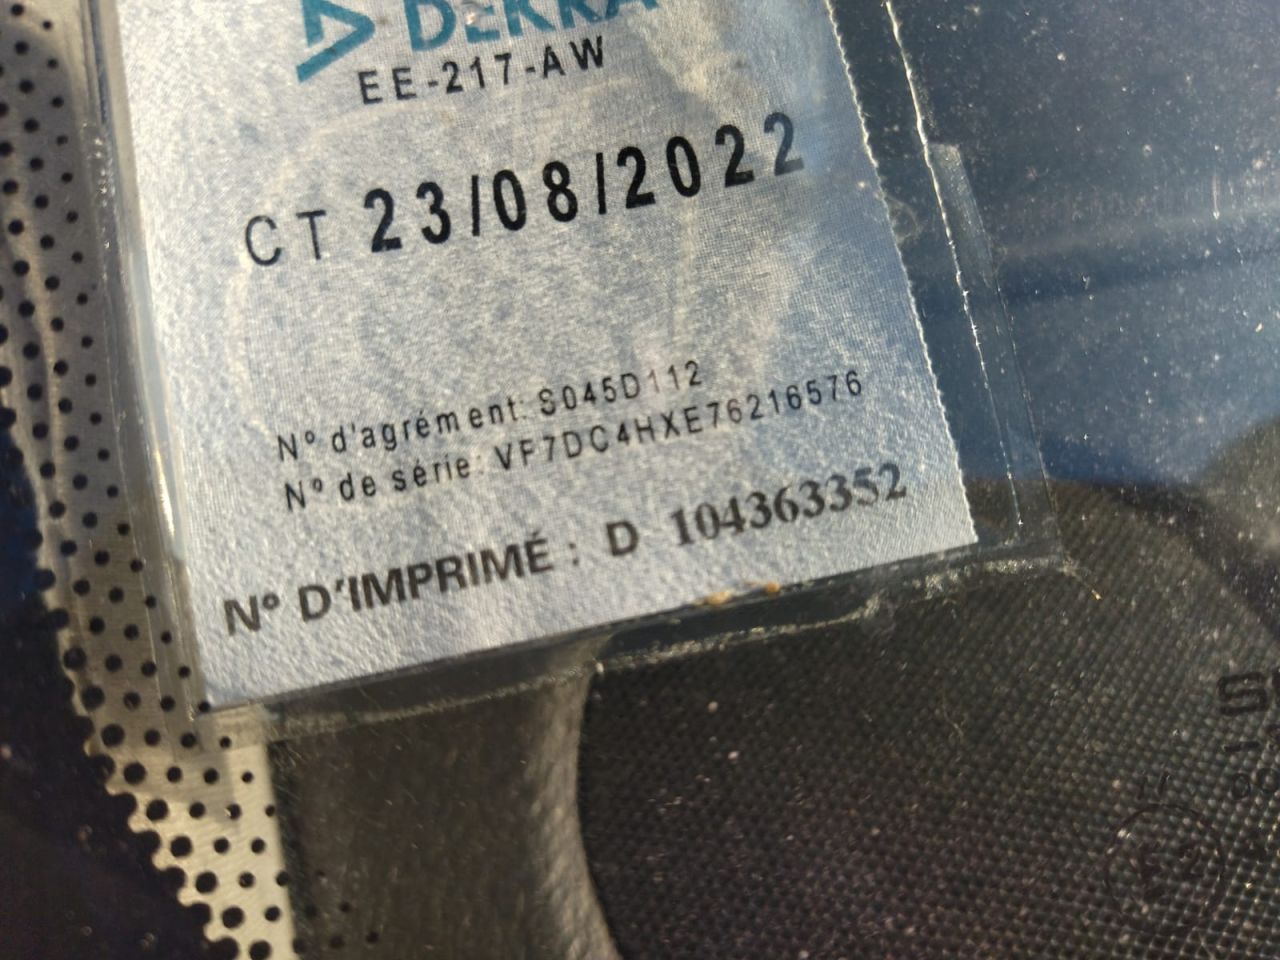 DEKRA
EE-217-AW
CT 23/08/2022
N° d'agrément: S045D112
N° de série: VF7DC4HXE76216576
N° D'IMPRIMÉ : D 104363352